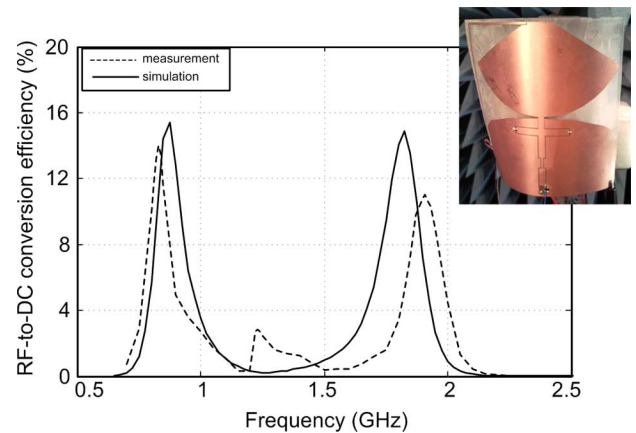 RF-to-DC conversion efficiency (%)
20
16
12
8
4
0
measurement
simulation
0.5
1
1.5
2
2.5
Frequency (GHz)